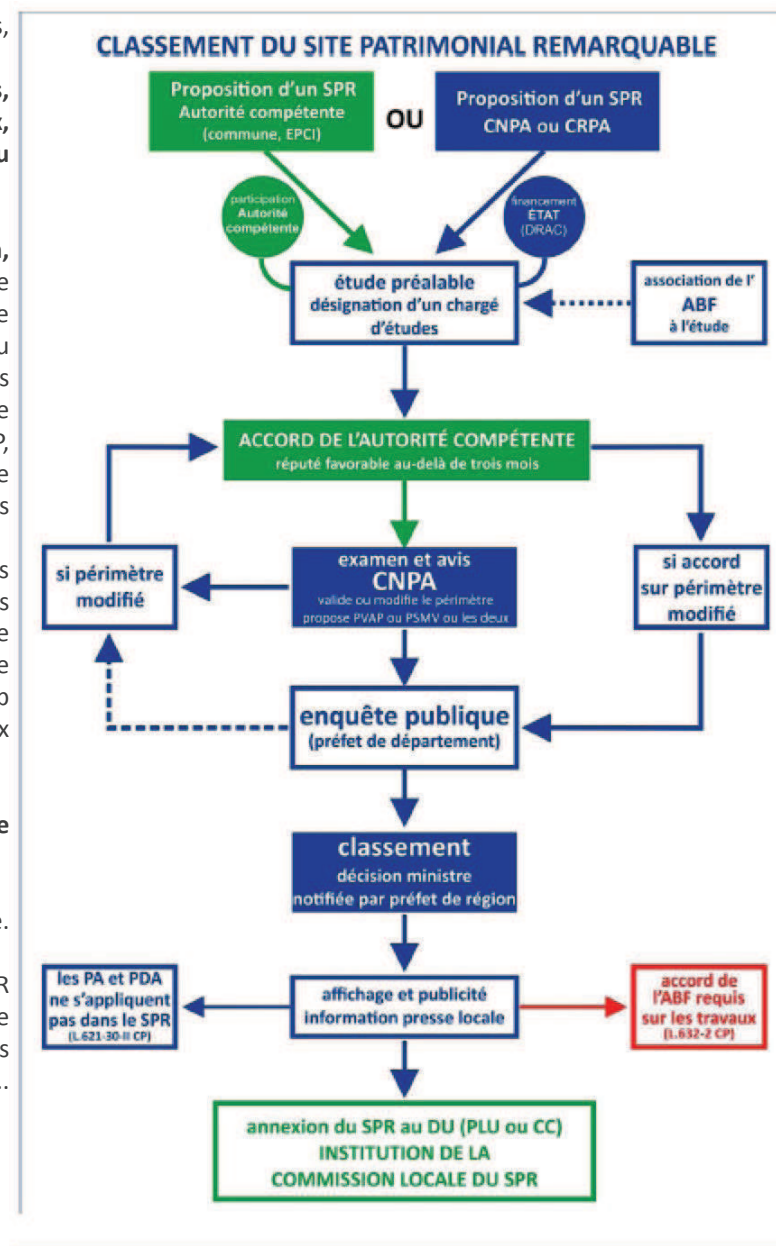 CLASSEMENT DU SITE PATRIMONIAL REMARQUABLE
Proposition d'un SPR
Autorité compétente
(commune, EPCI)
OU
Proposition d'un SPR
CNPA ou CRPA
participation
Autorité
compétente
financement
ÉTAT
(DRAC)
étude préalable
désignation d'un chargé
d'études
association de l'
ABF
à l'étude
ACCORD DE L'AUTORITÉ COMPÉTENTE
réputé favorable au-delà de trois mois
si périmètre
modifié
examen et avis
CNPA
valide ou modifie le périmètre
propose PVAP ou PSMV ou les deux
si accord
sur périmètre
modifié
enquête publique
(préfet de département)
classement
décision ministre
notifiée par préfet de région
les PA et PDA
ne s'appliquent
pas dans le SPR
(L.621-30-II CP)
affichage et publicité
information presse locale
accord de
l'ABF requis
sur les travaux
(L.632-2 CP)
annexion du SPR au DU (PLU ou CC)
INSTITUTION DE LA
COMMISSION LOCALE DU SPR